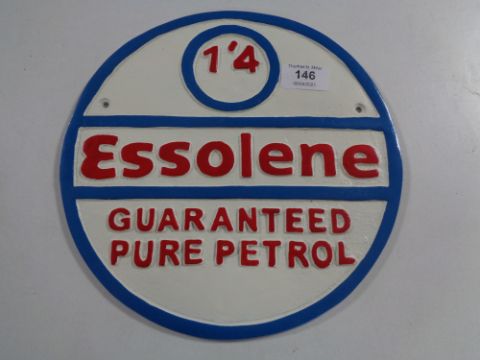 1'4
146
Essolene
GUARANTEED
PURE PETROL